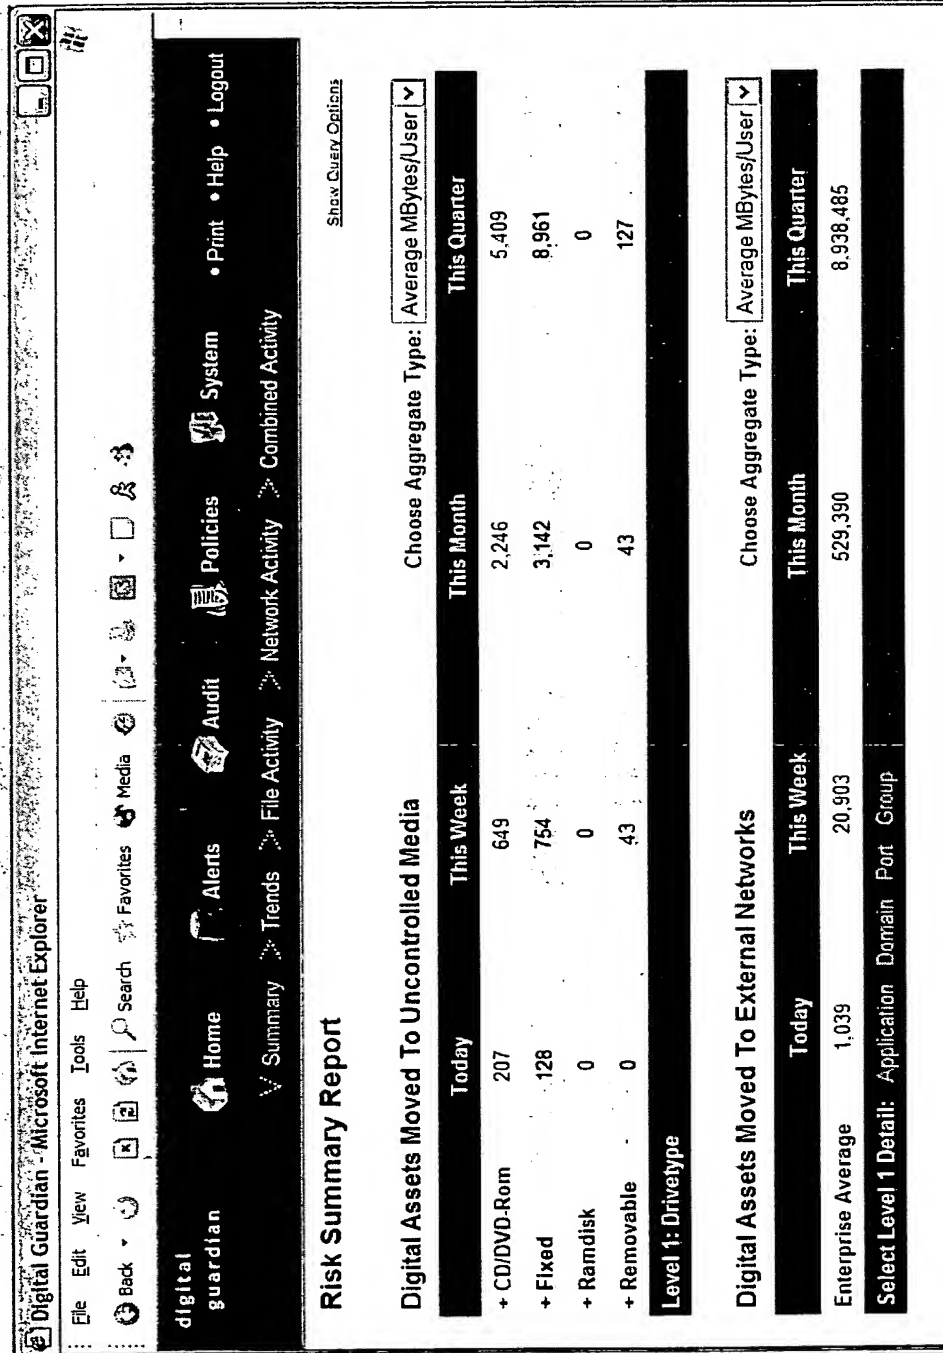 Digital Guardian - Microsoft Internet Explorer
File Edit View Favorites Tools Help
Back Search Favorites Media
digital
guardian
Home Alerts Audit Policies System • Print • Help • Logout
Summary Trends File Activity Network Activity Combined Activity
Risk Summary Report
Show Query Options
Digital Assets Moved To Uncontrolled Media Choose Aggregate Type: Average MBytes/User
Today This Week This Month This Quarter
+ CD/DVD-Rom 207 649 2,246 5,409
+ Fixed 128 754 3,142 8,961
+ Ramdisk 0 0 0 0
+ Removable 0 43 43 127
Level 1: Drivetype
Digital Assets Moved To External Networks Choose Aggregate Type: Average MBytes/User
Today This Week This Month This Quarter
Enterprise Average 1,039 20,903 529,390 8,938,485
Select Level 1 Detail: Application Domain Port Group